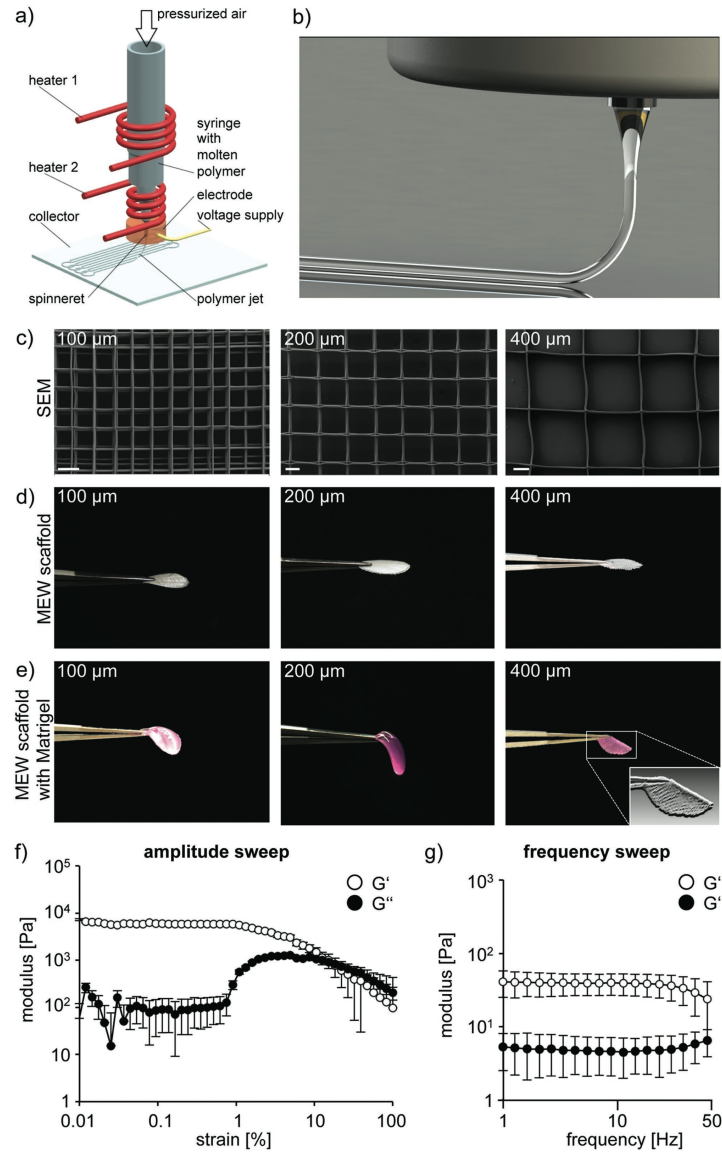 a)
pressurized air
heater 1
syringe
with
molten
polymer
heater 2
electrode
voltage supply
collector
spinneret
polymer jet
b)
c)
SEM
100 µm
200 µm
400 µm
d)
MEW scaffold
100 µm
200 µm
400 µm
e)
MEW scaffold
with Matrigel
100 µm
200 µm
400 µm
f)
amplitude sweep
G‘
G‘‘
modulus [Pa]
10⁵
10⁴
10³
10²
10
1
0.01
0.1
1
10
100
strain [%]
g)
frequency sweep
G‘
G‘
modulus [Pa]
10³
10²
10¹
1
1
10
50
frequency [Hz]